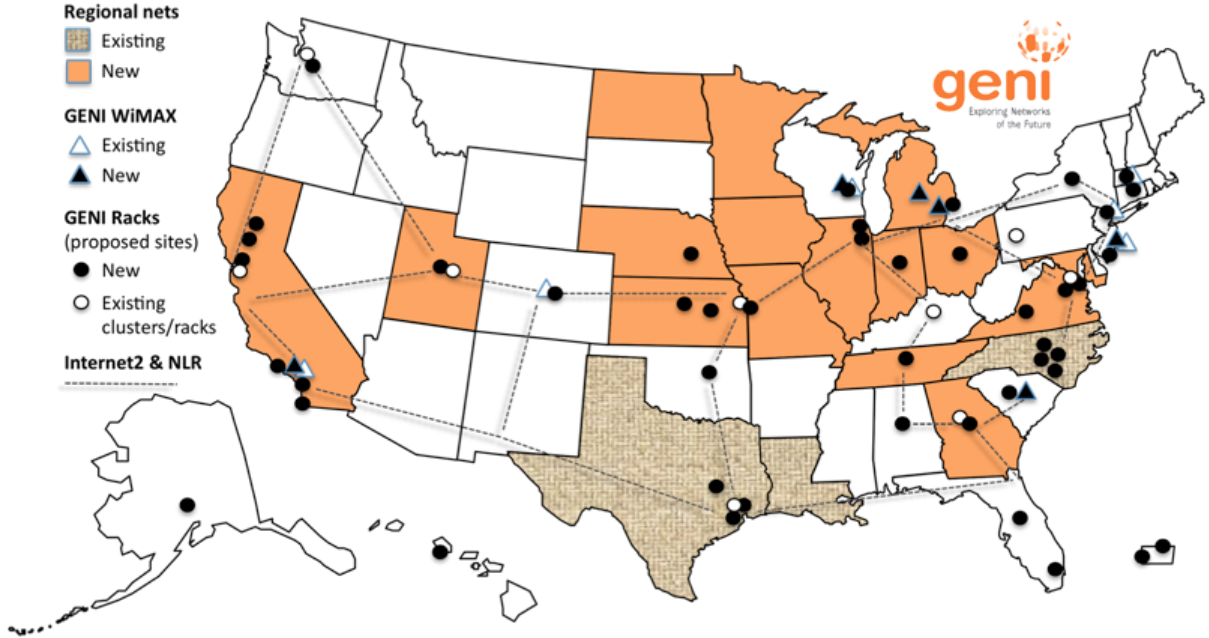 Regional nets
Existing
New
GENI WiMAX
Existing
New
GENI Racks
(proposed sites)
New
Existing
clusters/racks
Internet2 & NLR
geni
Exploring Networks
of the Future